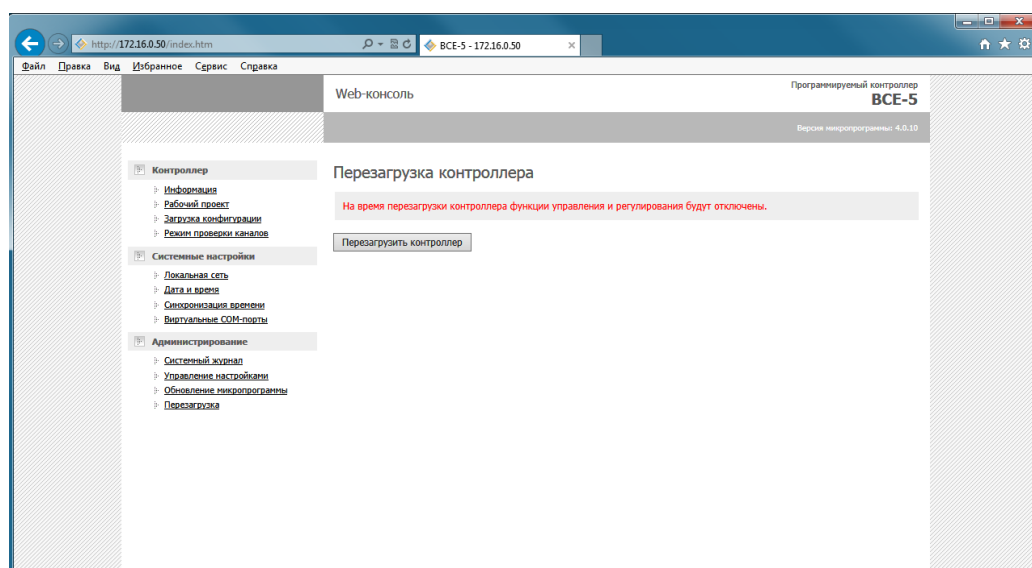 http://172.16.0.50/index.htm
BCE-5 - 172.16.0.50
Файл Правка Вид Избранное Сервис Справка
Web-консоль
Программируемый контроллер
BCE-5
Версия микропрограммы: 4.0.10
Контроллер
Информация
Рабочий проект
Загрузка конфигурации
Режим проверки каналов
Системные настройки
Локальная сеть
Дата и время
Синхронизация времени
Виртуальные COM-порты
Администрирование
Системный журнал
Управление настройками
Обновление микропрограммы
Перезагрузка
Перезагрузка контроллера
На время перезагрузки контроллера функции управления и регулирования будут отключены.
Перезагрузить контроллер